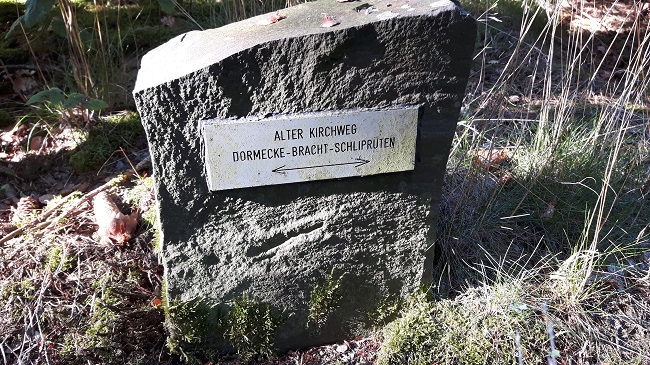 ALTER KIRCHWEG
DORMECKE-BRACHT-SCHLIPRÜTEN